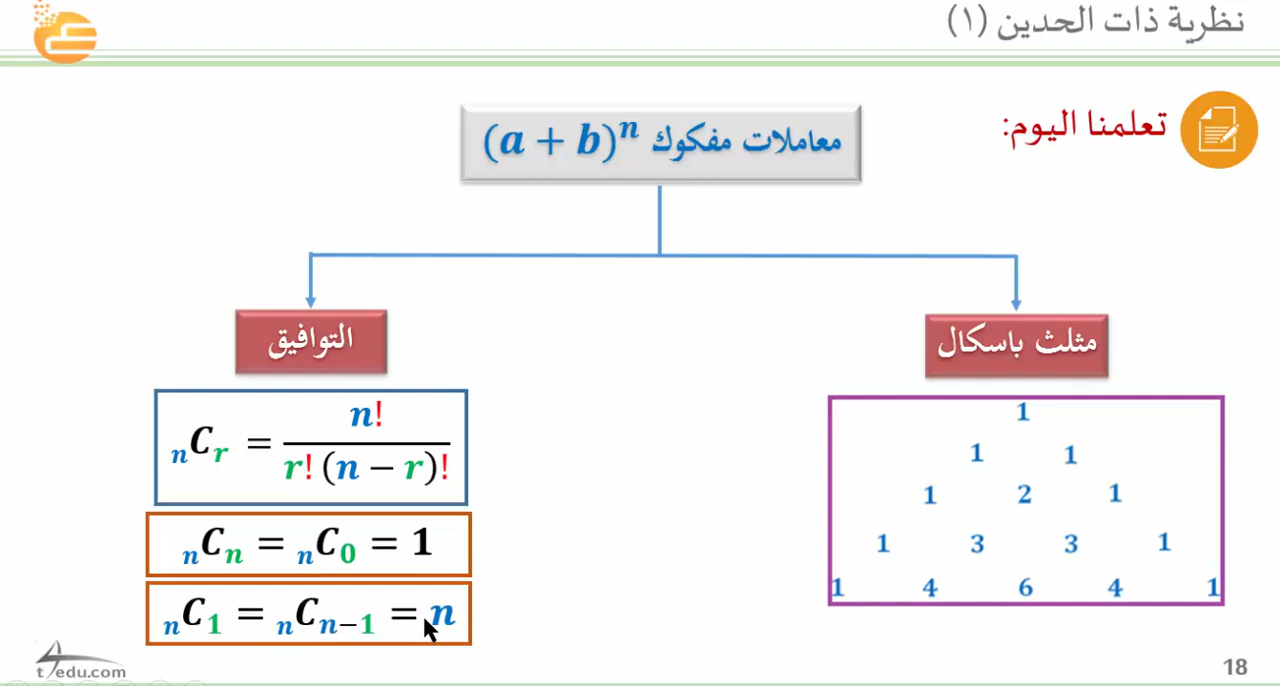 نظرية ذات الحدين (١)
تعلمنا اليوم:
معاملات مفكوك (a + b)^n
مثلث باسكال
1
1 1
1 2 1
1 3 3 1
1 4 6 4 1
التوافيق
nCr = n! / r! (n − r)!
nCn = nC0 = 1
nC1 = nCn−1 = n
t4edu.com
18